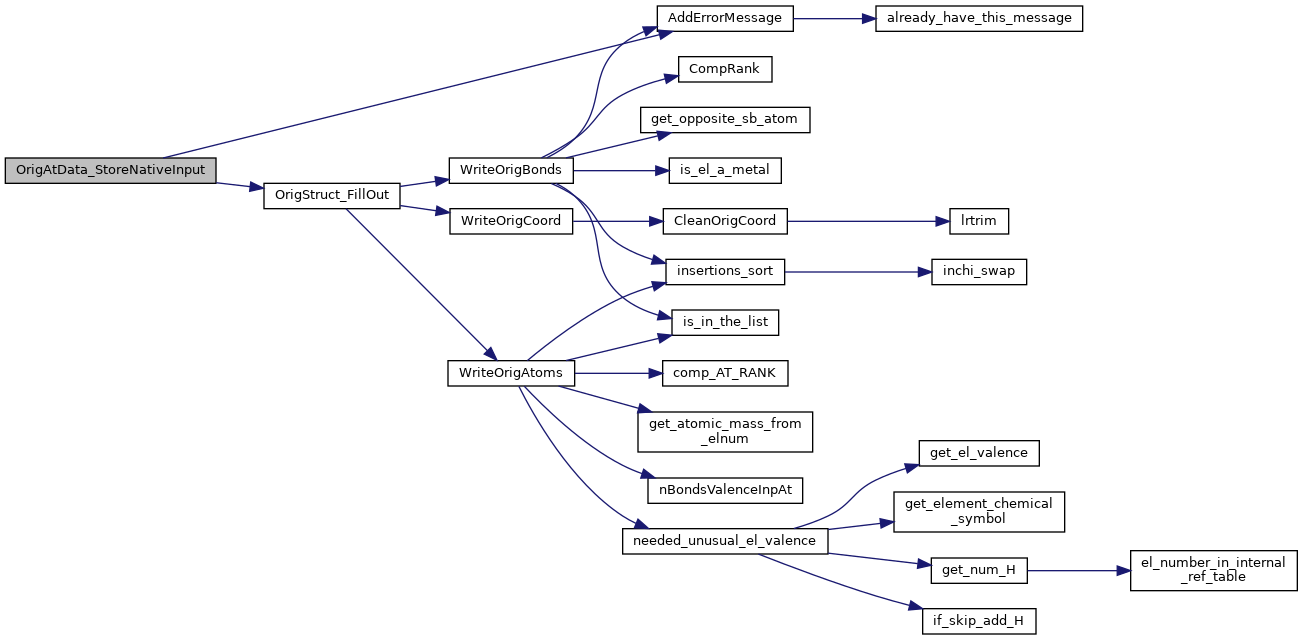 OrigAtData_StoreNativeInput
OrigStruct_FillOut
WriteOrigBonds
WriteOrigCoord
WriteOrigAtoms
AddErrorMessage
already_have_this_message
CompRank
get_opposite_sb_atom
is_el_a_metal
CleanOrigCoord
lrtrim
insertions_sort
inchi_swap
is_in_the_list
comp_AT_RANK
get_atomic_mass_from
_elnum
nBondsValenceInpAt
needed_unusual_el_valence
get_el_valence
get_element_chemical
_symbol
get_num_H
el_number_in_internal
_ref_table
if_skip_add_H